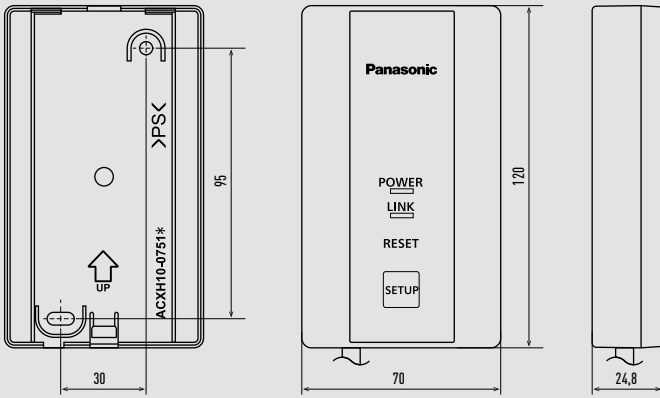 >PS<
95
UP
ACXH10-0751*
30
Panasonic
POWER
LINK
RESET
SETUP
120
70
24,8